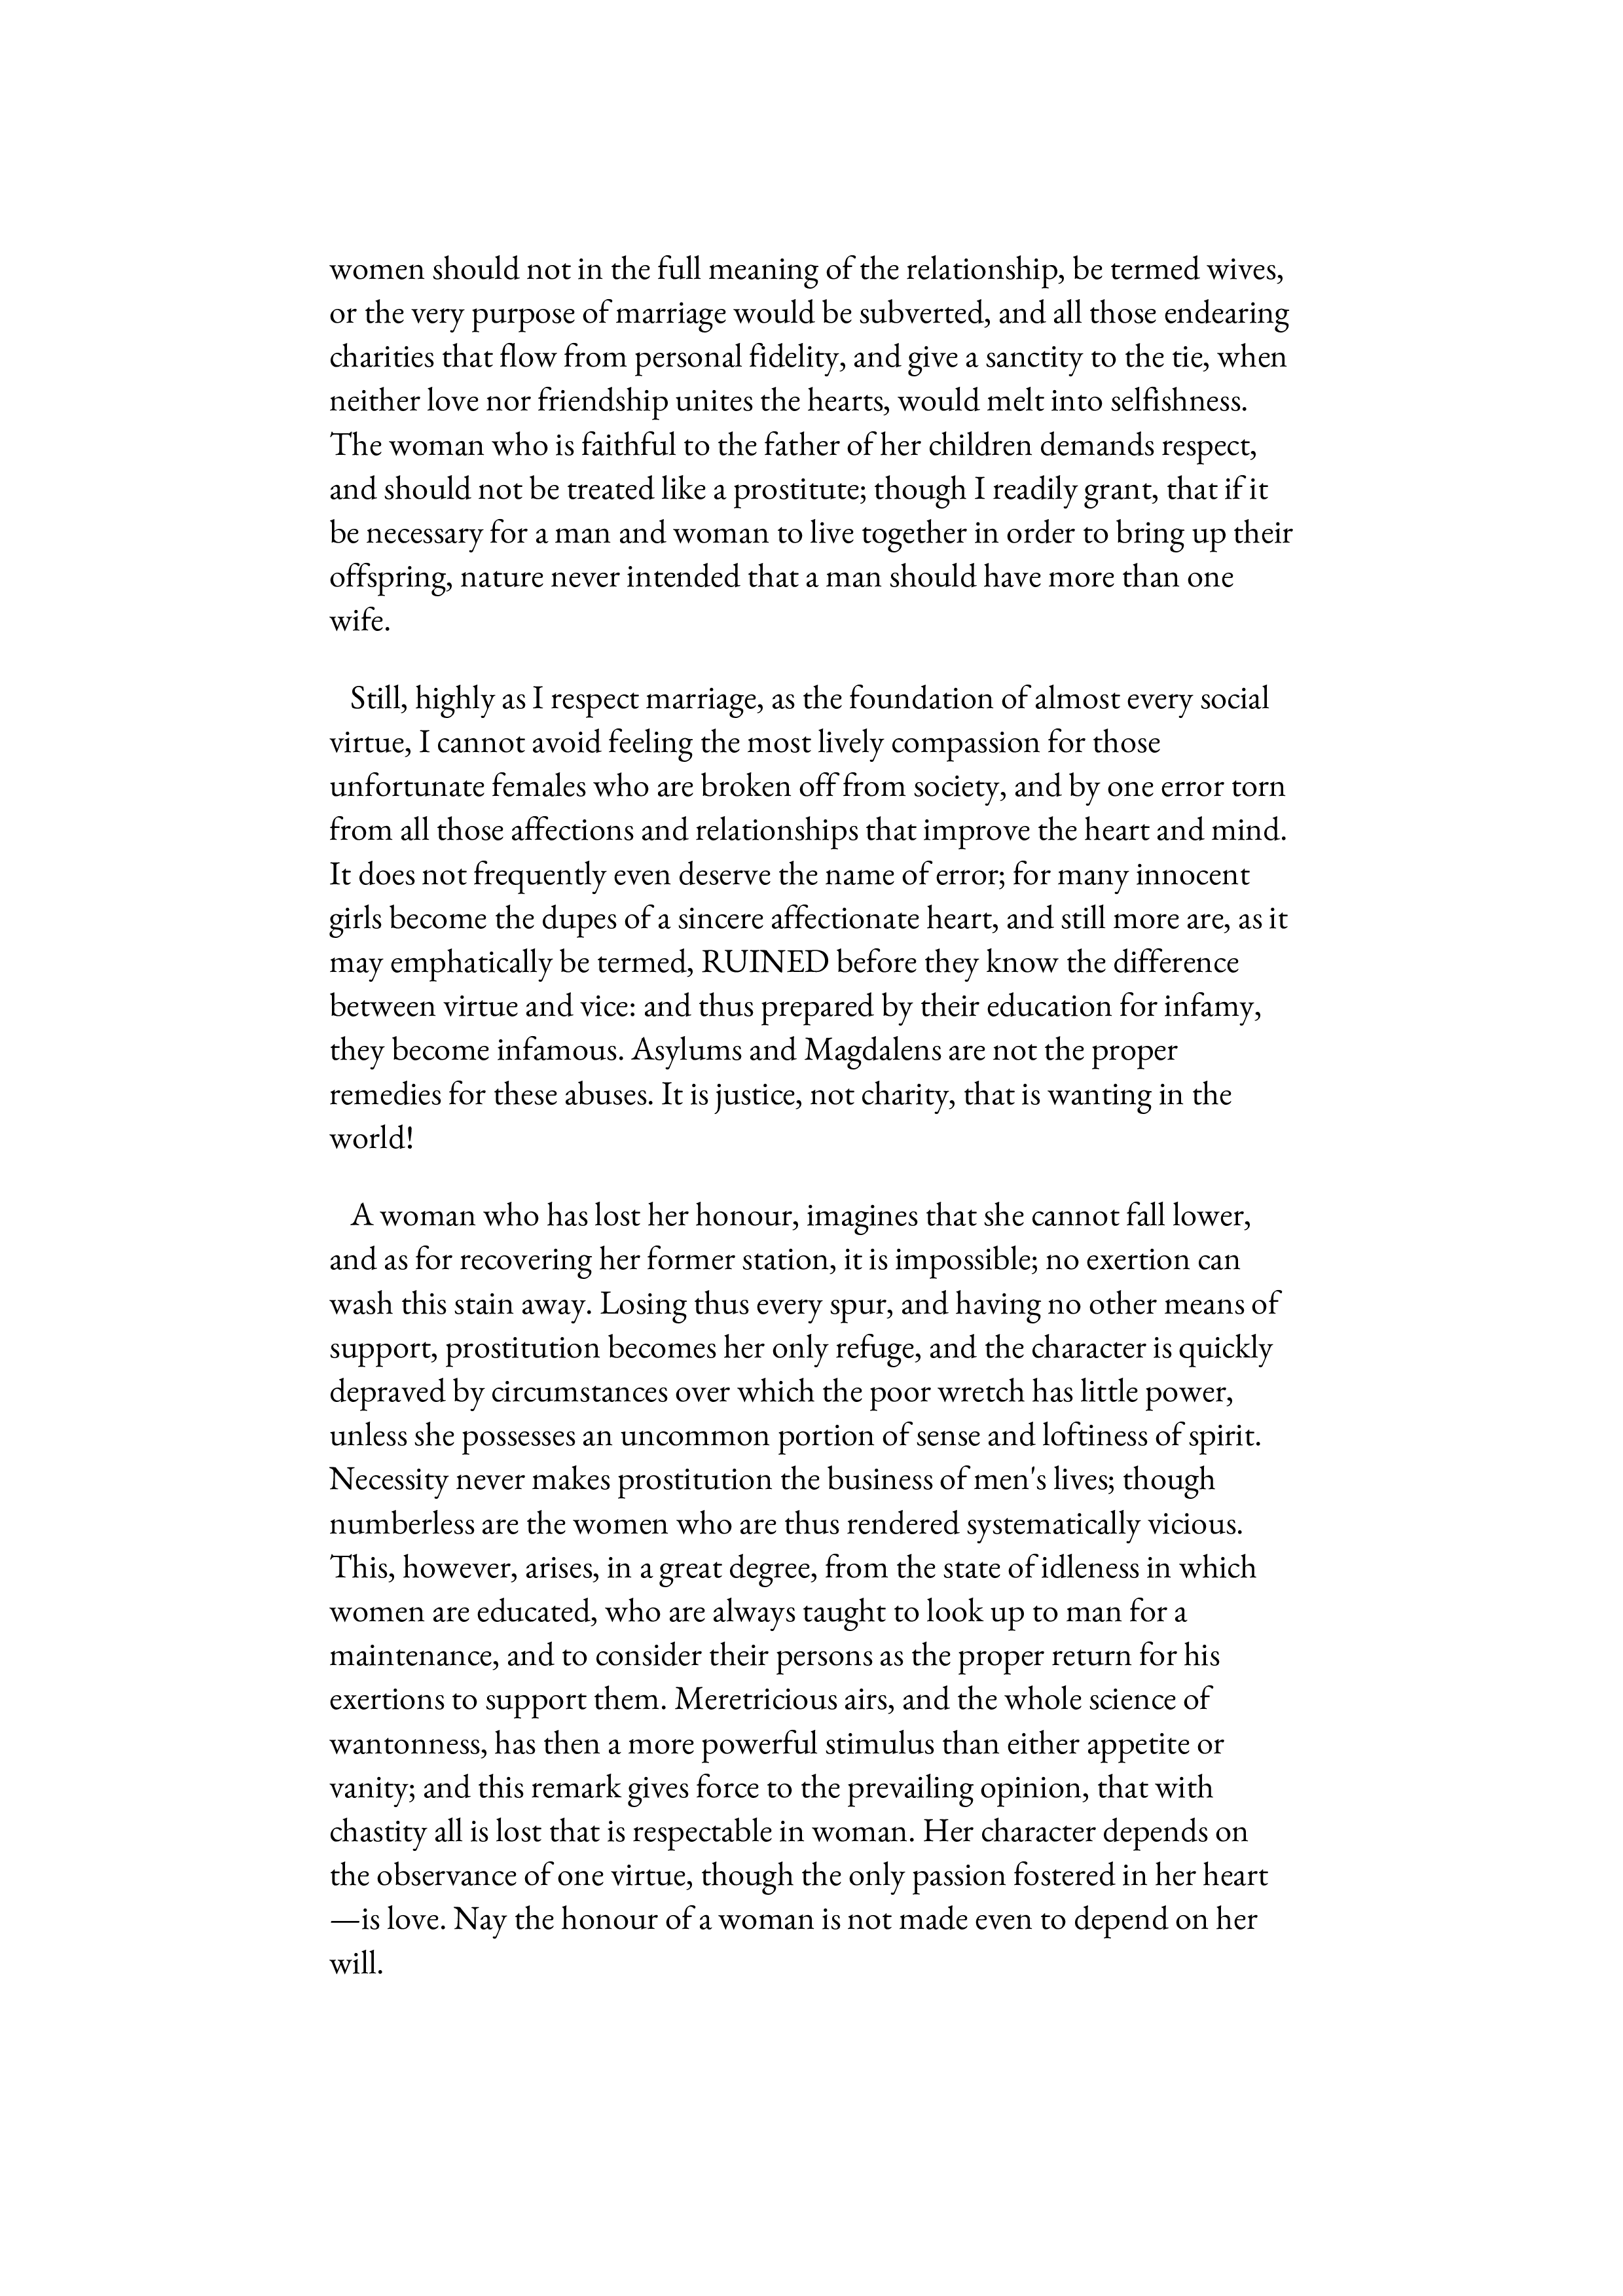 women should not in the full meaning of the relationship, be termed wives,
or the very purpose of marriage would be subverted, and all those endearing
charities that flow from personal fidelity, and give a sanctity to the tie, when
neither love nor friendship unites the hearts, would melt into selfishness.
The woman who is faithful to the father of her children demands respect,
and should not be treated like a prostitute; though I readily grant, that if it
be necessary for a man and woman to live together in order to bring up their
offspring, nature never intended that a man should have more than one
wife.
Still, highly as I respect marriage, as the foundation of almost every social
virtue, I cannot avoid feeling the most lively compassion for those
unfortunate females who are broken off from society, and by one error torn
from all those affections and relationships that improve the heart and mind.
It does not frequently even deserve the name of error; for many innocent
girls become the dupes of a sincere affectionate heart, and still more are, as it
may emphatically be termed, RUINED before they know the difference
between virtue and vice: and thus prepared by their education for infamy,
they become infamous. Asylums and Magdalens are not the proper
remedies for these abuses. It is justice, not charity, that is wanting in the
world!
A woman who has lost her honour, imagines that she cannot fall lower,
and as for recovering her former station, it is impossible; no exertion can
wash this stain away. Losing thus every spur, and having no other means of
support, prostitution becomes her only refuge, and the character is quickly
depraved by circumstances over which the poor wretch has little power,
unless she possesses an uncommon portion of sense and loftiness of spirit.
Necessity never makes prostitution the business of men's lives; though
numberless are the women who are thus rendered systematically vicious.
This, however, arises, in a great degree, from the state of idleness in which
women are educated, who are always taught to look up to man for a
maintenance, and to consider their persons as the proper return for his
exertions to support them. Meretricious airs, and the whole science of
wantonness, has then a more powerful stimulus than either appetite or
vanity; and this remark gives force to the prevailing opinion, that with
chastity all is lost that is respectable in woman. Her character depends on
the observance of one virtue, though the only passion fostered in her heart
—is love. Nay the honour of a woman is not made even to depend on her
will.